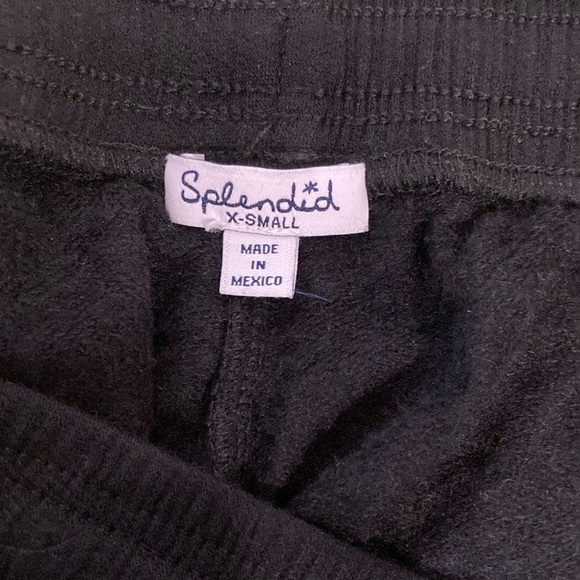 Splendid
X-SMALL
MADE
IN
MEXICO